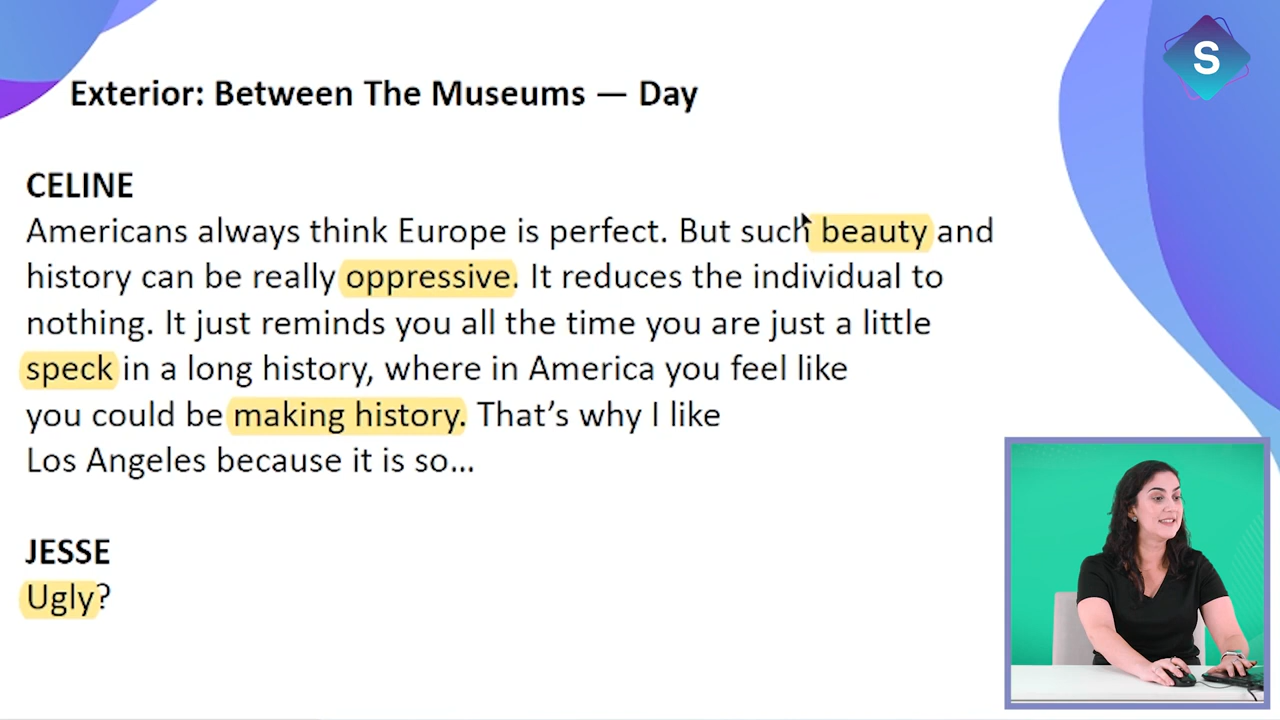 S
Exterior: Between The Museums — Day
CELINE
Americans always think Europe is perfect. But such beauty and
history can be really oppressive. It reduces the individual to
nothing. It just reminds you all the time you are just a little
speck in a long history, where in America you feel like
you could be making history. That’s why I like
Los Angeles because it is so...
JESSE
Ugly?